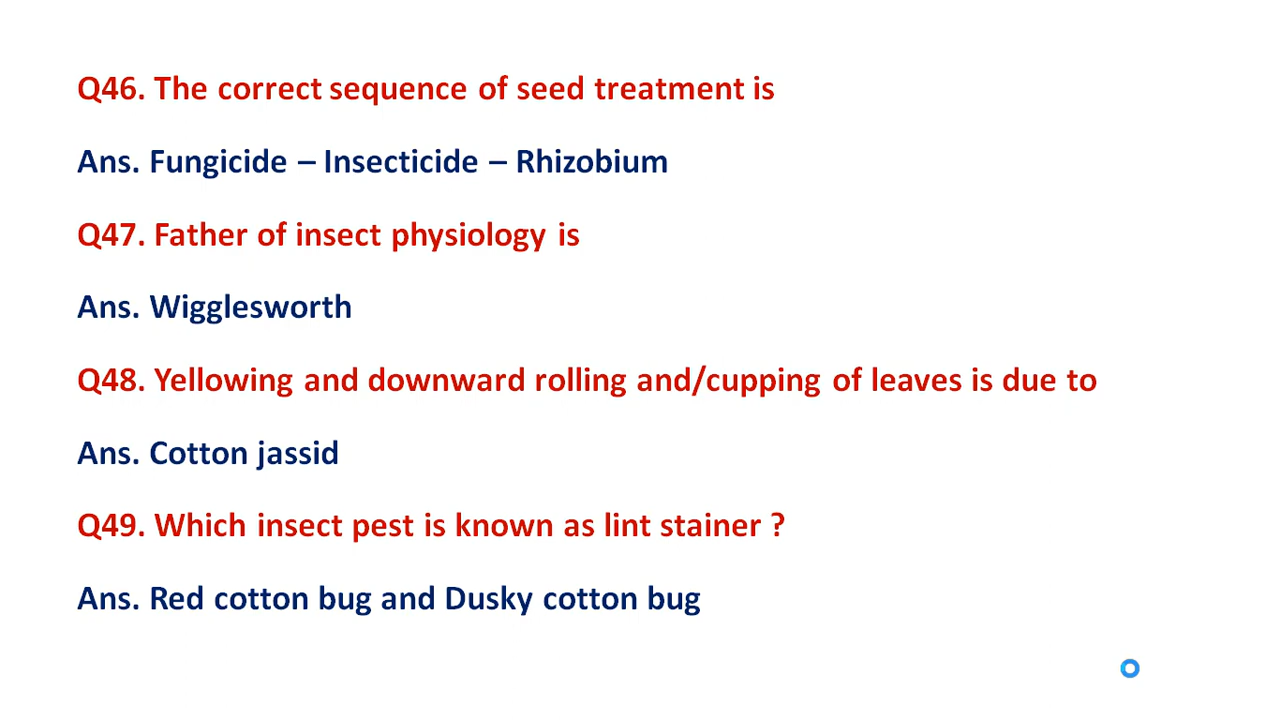 Q46. The correct sequence of seed treatment is
Ans. Fungicide – Insecticide – Rhizobium
Q47. Father of insect physiology is
Ans. Wigglesworth
Q48. Yellowing and downward rolling and/cupping of leaves is due to
Ans. Cotton jassid
Q49. Which insect pest is known as lint stainer ?
Ans. Red cotton bug and Dusky cotton bug